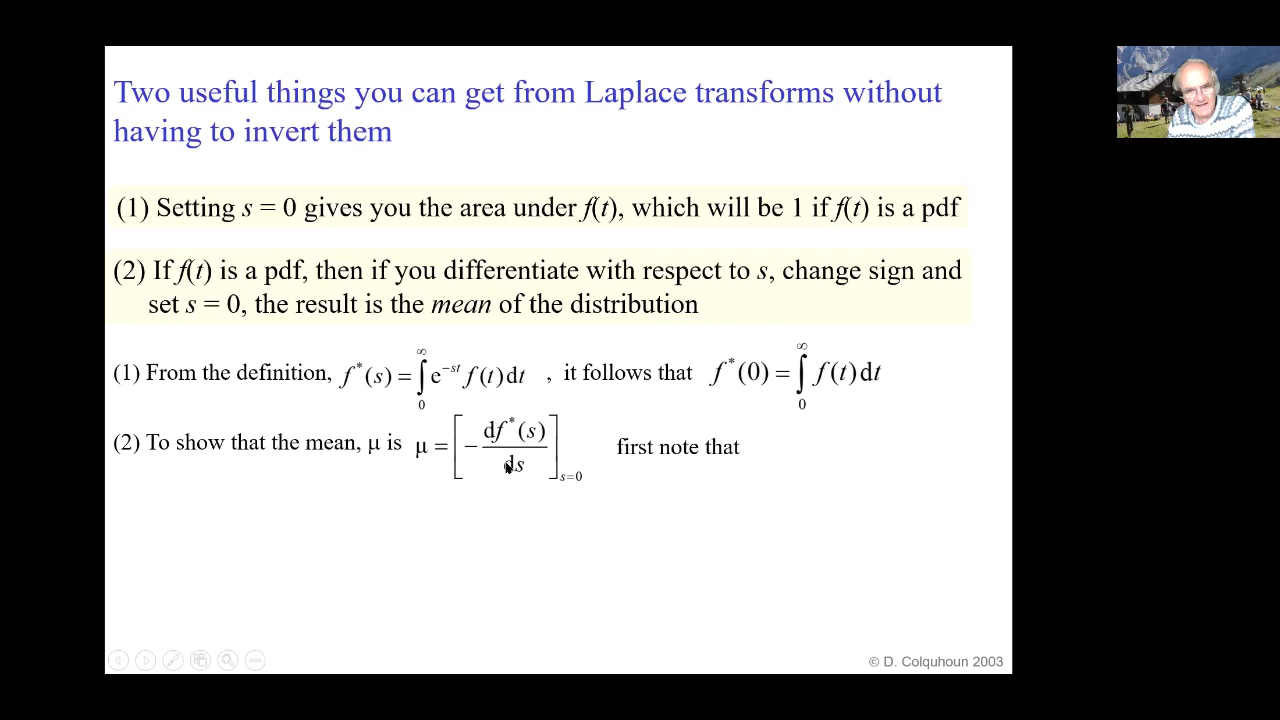 Two useful things you can get from Laplace transforms without
having to invert them
(1) Setting s = 0 gives you the area under f(t), which will be 1 if f(t) is a pdf
(2) If f(t) is a pdf, then if you differentiate with respect to s, change sign and
set s = 0, the result is the mean of the distribution
(1) From the definition, f*(s) = ∫₀^∞ e^−st f(t)dt , it follows that f*(0) = ∫₀^∞ f(t)dt
(2) To show that the mean, μ is μ = [− df*(s)/ds]_s=0 first note that
© D. Colquhoun 2003